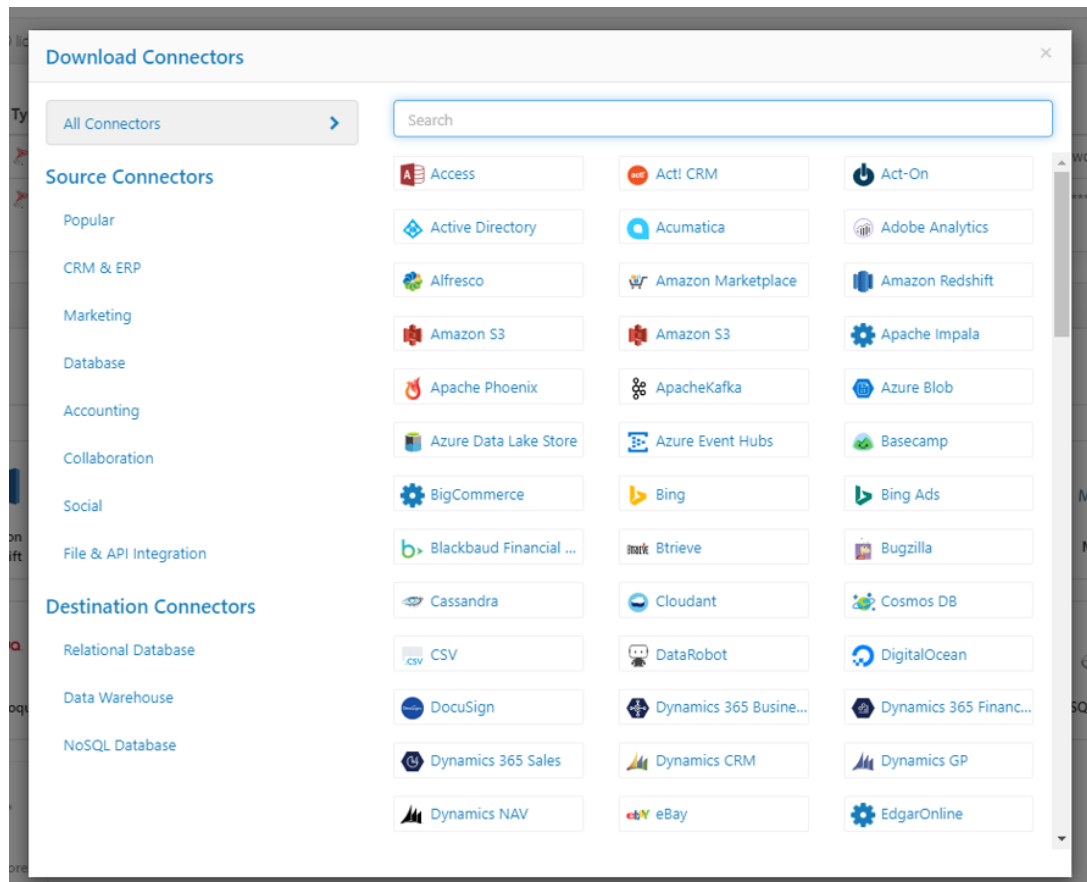 Download Connectors
×
All Connectors
Search
Source Connectors
Popular
CRM & ERP
Marketing
Database
Accounting
Collaboration
Social
File & API Integration
Destination Connectors
Relational Database
Data Warehouse
NoSQL Database
Access
Act! CRM
Act-On
Active Directory
Acumatica
Adobe Analytics
Alfresco
Amazon Marketplace
Amazon Redshift
Amazon S3
Amazon S3
Apache Impala
Apache Phoenix
ApacheKafka
Azure Blob
Azure Data Lake Store
Azure Event Hubs
Basecamp
BigCommerce
Bing
Bing Ads
Blackbaud Financial ...
Btrieve
Bugzilla
Cassandra
Cloudant
Cosmos DB
CSV
DataRobot
DigitalOcean
DocuSign
Dynamics 365 Busine...
Dynamics 365 Financ...
Dynamics 365 Sales
Dynamics CRM
Dynamics GP
Dynamics NAV
eBay
EdgarOnline